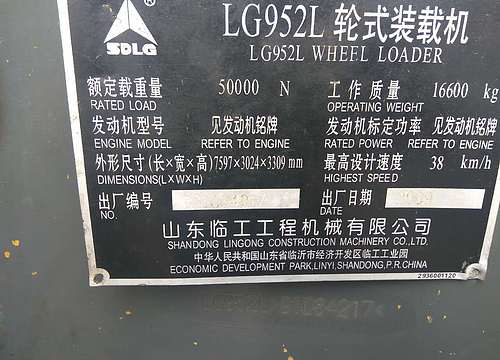 SDLG
LG952L 轮式装载机
LG952L WHEEL LOADER
额定载重量 50000 N 工作质量 16600 kg
RATED LOAD OPERATING WEIGHT
发动机型号 见发动机铭牌 发动机标定功率 见发动机铭牌
ENGINE MODEL REFER TO ENGINE RATED POWER REFER TO ENGINE
外形尺寸(长×宽×高)7597×3024×3309 mm 最高设计速度 38 km/h
DIMENSIONS(L×W×H) HIGHEST SPEED
出厂编号 出厂日期
NO. DATE
山东临工工程机械有限公司
SHANDONG LINGONG CONSTRUCTION MACHINERY CO.,LTD.
中华人民共和国山东省临沂市经济开发区临工工业园
ECONOMIC DEVELOPMENT PARK,LINYI,SHANDONG,P.R.CHINA
2936001120